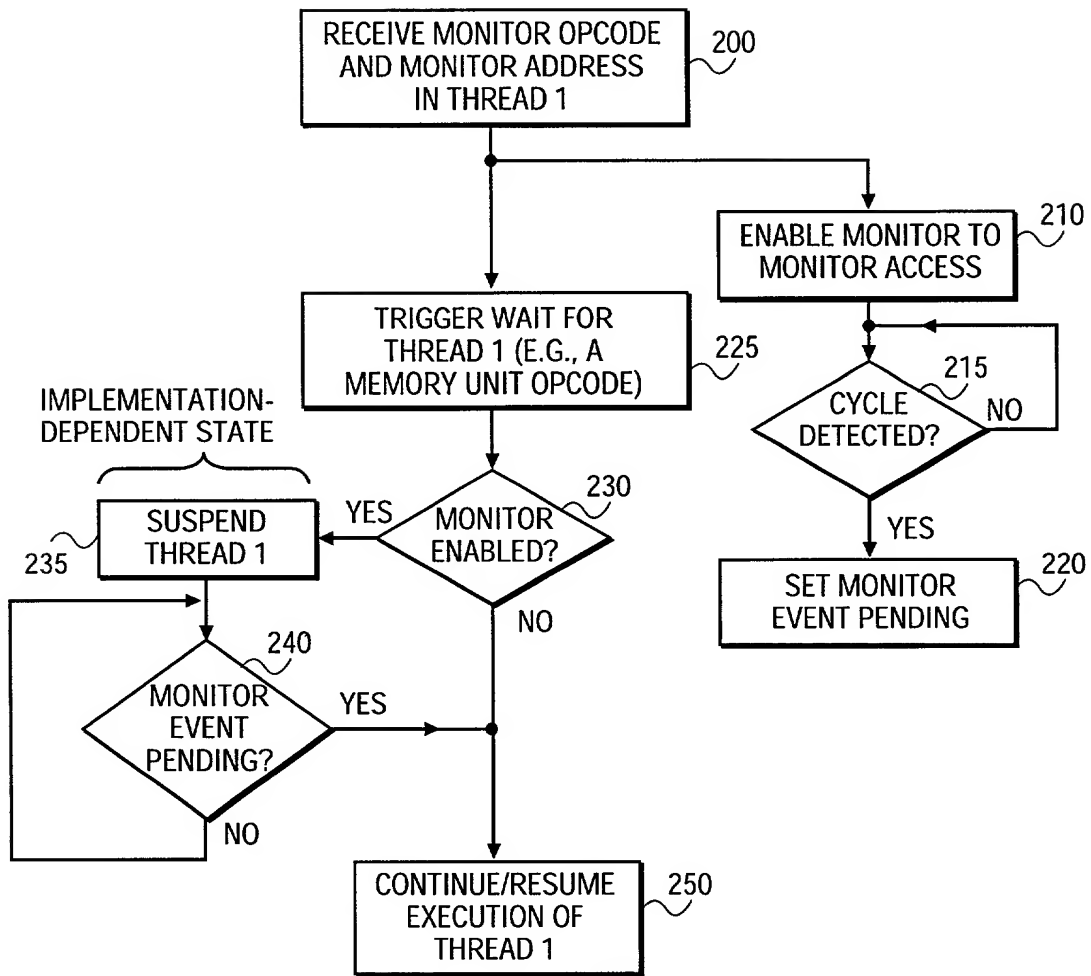 RECEIVE MONITOR OPCODE
AND MONITOR ADDRESS
IN THREAD 1
200
ENABLE MONITOR TO
MONITOR ACCESS
210
TRIGGER WAIT FOR
THREAD 1 (E.G., A
MEMORY UNIT OPCODE)
225
CYCLE
DETECTED?
215
NO
YES
IMPLEMENTATION-
DEPENDENT STATE
SUSPEND
THREAD 1
235
YES
MONITOR
ENABLED?
230
NO
SET MONITOR
EVENT PENDING
220
MONITOR
EVENT
PENDING?
240
YES
NO
CONTINUE/RESUME
EXECUTION OF
THREAD 1
250